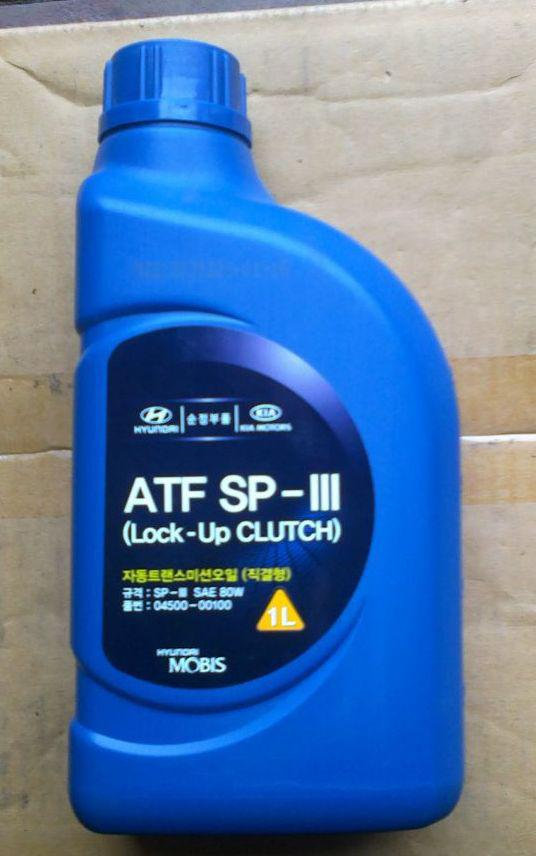 HYUNDAI
순정부품
KIA
KIA MOTORS
ATF SP-III
(Lock-Up CLUTCH)
자동트랜스미션오일 (직결형)
규격 : SP-III SAE 80W
품번 : 04500-00100
1L
HYUNDAI
MOBIS